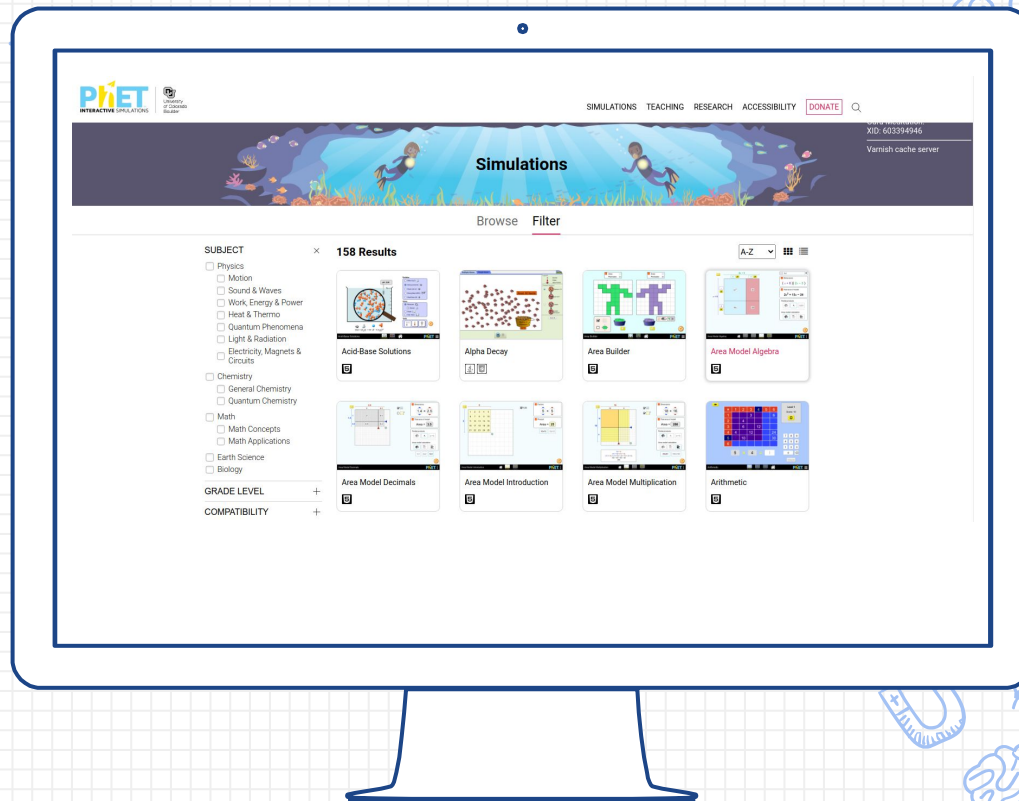 PhET
INTERACTIVE SIMULATIONS
University
of Colorado
Boulder
SIMULATIONS TEACHING RESEARCH ACCESSIBILITY DONATE
XID: 603394946
Varnish cache server
Simulations
Browse Filter
SUBJECT ×
158 Results
A-Z
Physics
Motion
Sound & Waves
Work, Energy & Power
Heat & Thermo
Quantum Phenomena
Light & Radiation
Electricity, Magnets &
Circuits
Chemistry
General Chemistry
Quantum Chemistry
Math
Math Concepts
Math Applications
Earth Science
Biology
GRADE LEVEL +
COMPATIBILITY +
Acid-Base Solutions
Alpha Decay
Area Builder
Area Model Algebra
Area Model Decimals
Area Model Introduction
Area Model Multiplication
Arithmetic